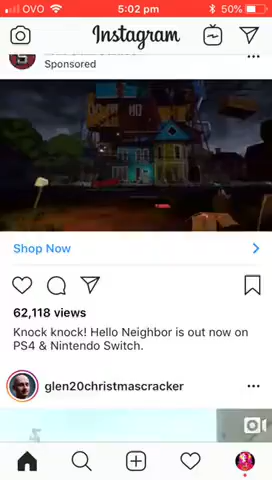 OVO 5:02 pm 50%
Instagram
Sponsored
Shop Now
62,118 views
Knock knock! Hello Neighbor is out now on
PS4 & Nintendo Switch.
glen20christmascracker